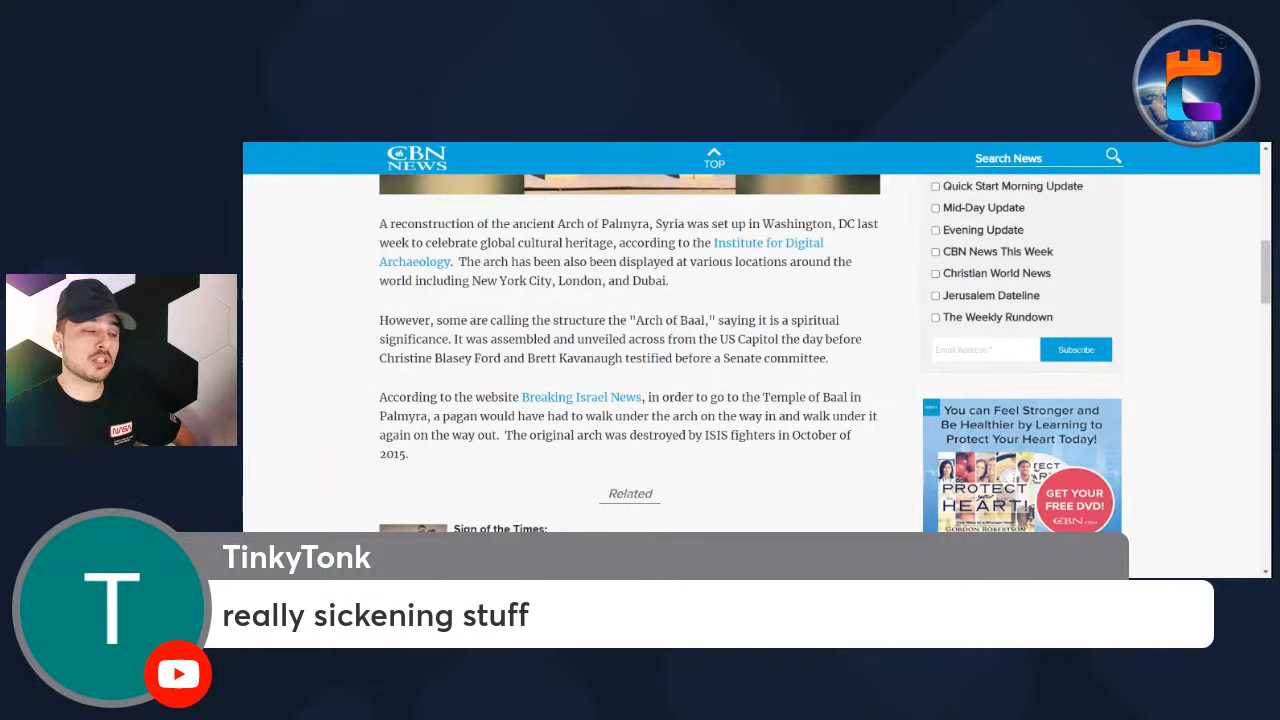 CBN
NEWS
TOP
Search News
A reconstruction of the ancient Arch of Palmyra, Syria was set up in Washington, DC last
week to celebrate global cultural heritage, according to the Institute for Digital
Archaeology.  The arch has been also been displayed at various locations around the
world including New York City, London, and Dubai.
However, some are calling the structure the "Arch of Baal," saying it is a spiritual
significance. It was assembled and unveiled across from the US Capitol the day before
Christine Blasey Ford and Brett Kavanaugh testified before a Senate committee.
According to the website Breaking Israel News, in order to go to the Temple of Baal in
Palmyra, a pagan would have had to walk under the arch on the way in and walk under it
again on the way out.  The original arch was destroyed by ISIS fighters in October of
2015.
Related
Sign of the Times:
Quick Start Morning Update
Mid-Day Update
Evening Update
CBN News This Week
Christian World News
Jerusalem Dateline
The Weekly Rundown
Email Address *
Subscribe
You can Feel Stronger and
Be Healthier by Learning to
Protect Your Heart Today!
PROTECT
HEART!
GORDON ROBERTSON
GET YOUR
FREE DVD!
CBN.com
NASA
T
TinkyTonk
really sickening stuff